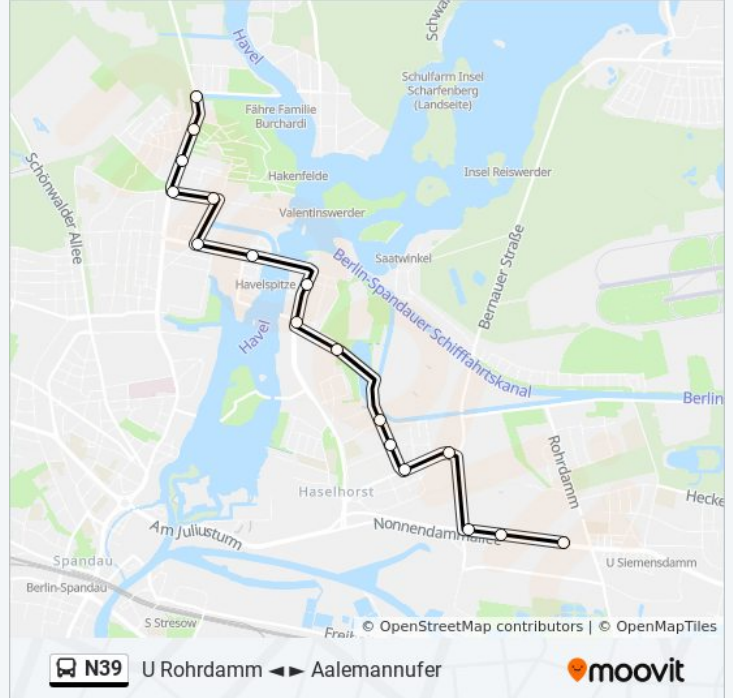 Havel
Schwa
Schulfarm Insel
Scharfenberg
(Landseite)
Fähre Familie
Burchardi
Schönwalder Allee
Hakenfelde
Insel Reiswerder
Valentinswerder
Saatwinkel
Bernauer Straße
Berlin-Spandauer Schifffahrtskanal
Havelspitze
Havel
Berlin
Rohrdamm
Haselhorst
Hecke
Am Juliusturm
Nonnendammallee
Spandau
U Siemensdamm
Berlin-Spandau
S Stresow
Freih
© OpenStreetMap contributors | © OpenMapTiles
N39 U Rohrdamm ◄ ► Aalemannufer
moovit